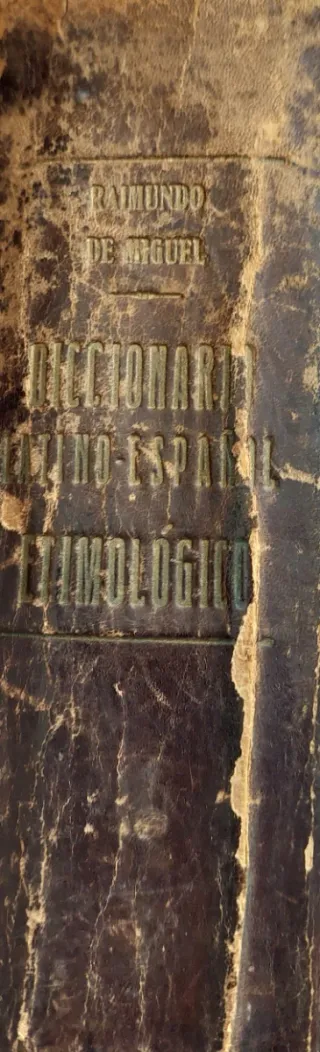 RAIMUNDO
DE MIGUEL
DICCIONARIO
LATINO-ESPAÑOL
ETIMOLÓGICO